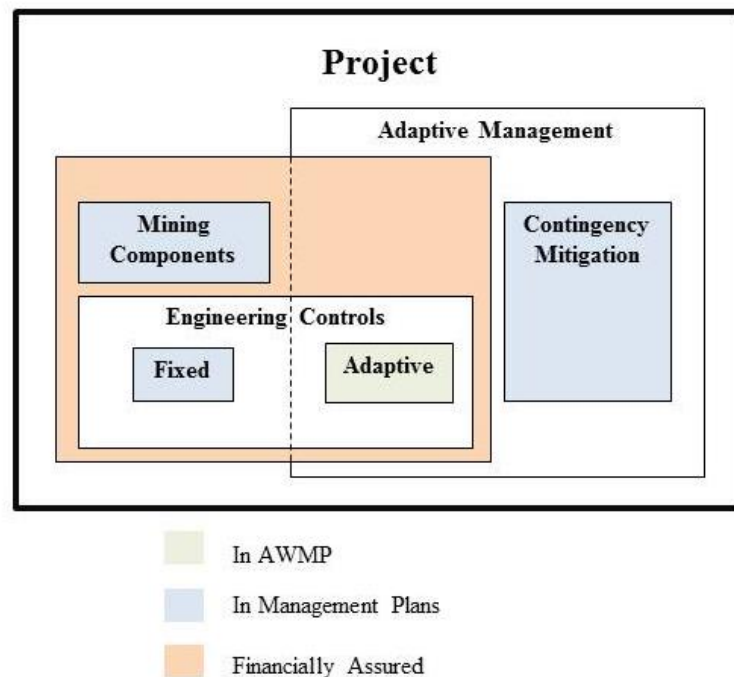 Project
Adaptive Management
Mining
Components
Contingency
Mitigation
Engineering Controls
Fixed
Adaptive
In AWMP
In Management Plans
Financially Assured